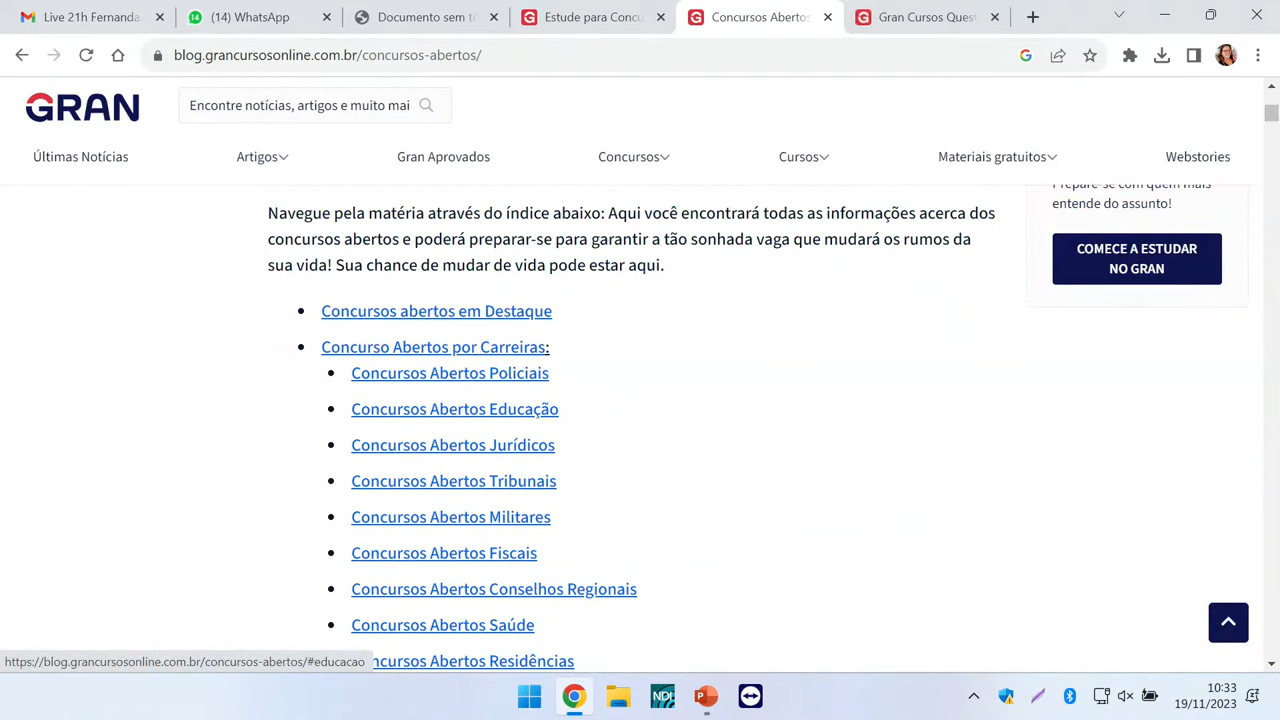 Live 21h Fernanda
(14) WhatsApp
Documento sem tí
Estude para Concu
Concursos Abertos
Gran Cursos Quest
blog.grancursosonline.com.br/concursos-abertos/
GRAN
Encontre notícias, artigos e muito mai
Últimas Notícias
Artigos
Gran Aprovados
Concursos
Cursos
Materiais gratuitos
Webstories
Prepare-se com quem mais
entende do assunto!
COMECE A ESTUDAR
NO GRAN
Navegue pela matéria através do índice abaixo: Aqui você encontrará todas as informações acerca dos
concursos abertos e poderá preparar-se para garantir a tão sonhada vaga que mudará os rumos da
sua vida! Sua chance de mudar de vida pode estar aqui.
Concursos abertos em Destaque
Concurso Abertos por Carreiras:
Concursos Abertos Policiais
Concursos Abertos Educação
Concursos Abertos Jurídicos
Concursos Abertos Tribunais
Concursos Abertos Militares
Concursos Abertos Fiscais
Concursos Abertos Conselhos Regionais
Concursos Abertos Saúde
ncursos Abertos Residências
https://blog.grancursosonline.com.br/concursos-abertos/#educacao
NDI
10:33
19/11/2023